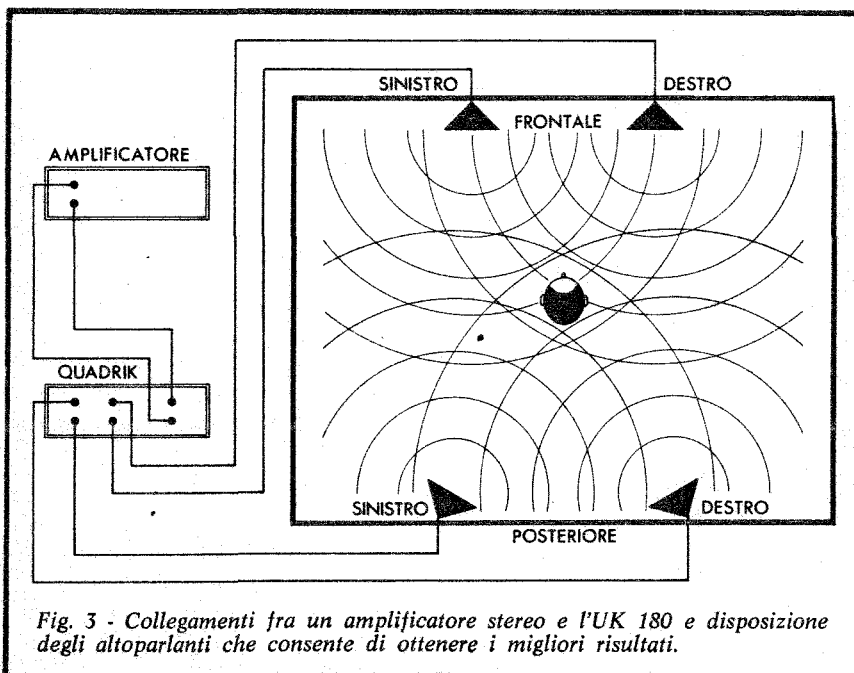 SINISTRO
DESTRO
FRONTALE
AMPLIFICATORE
QUADRIK
SINISTRO
DESTRO
POSTERIORE
Fig. 3 - Collegamenti fra un amplificatore stereo e l'UK 180 e disposizione
degli altoparlanti che consente di ottenere i migliori risultati.